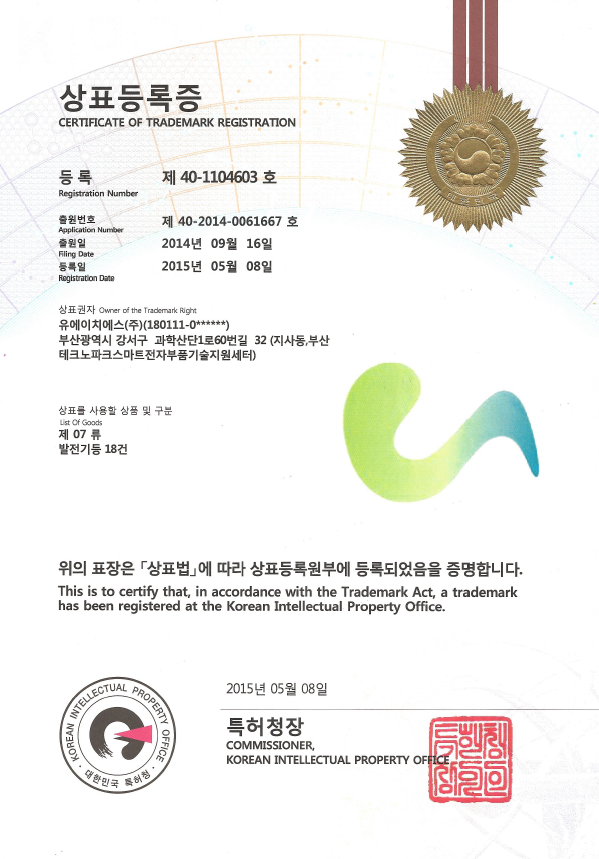 상표등록증
CERTIFICATE OF TRADEMARK REGISTRATION
등록 제 40-1104603 호
Registration Number
출원번호 제 40-2014-0061667 호
Application Number
출원일 2014년 09월 16일
Filing Date
등록일 2015년 05월 08일
Registration Date
상표권자 Owner of the Trademark Right
유에이치에스(주)(180111-0******)
부산광역시 강서구 과학산단1로60번길 32 (지사동,부산
테크노파크스마트전자부품기술지원센터)
상표를 사용할 상품 및 구분
List Of Goods
제 07 류
발전기등 18건
위의 표장은 「상표법」에 따라 상표등록원부에 등록되었음을 증명합니다.
This is to certify that, in accordance with the Trademark Act, a trademark
has been registered at the Korean Intellectual Property Office.
2015년 05월 08일
특허청장
COMMISSIONER,
KOREAN INTELLECTUAL PROPERTY OFFICE
KOREAN INTELLECTUAL PROPERTY OFFICE
대한민국 특허청